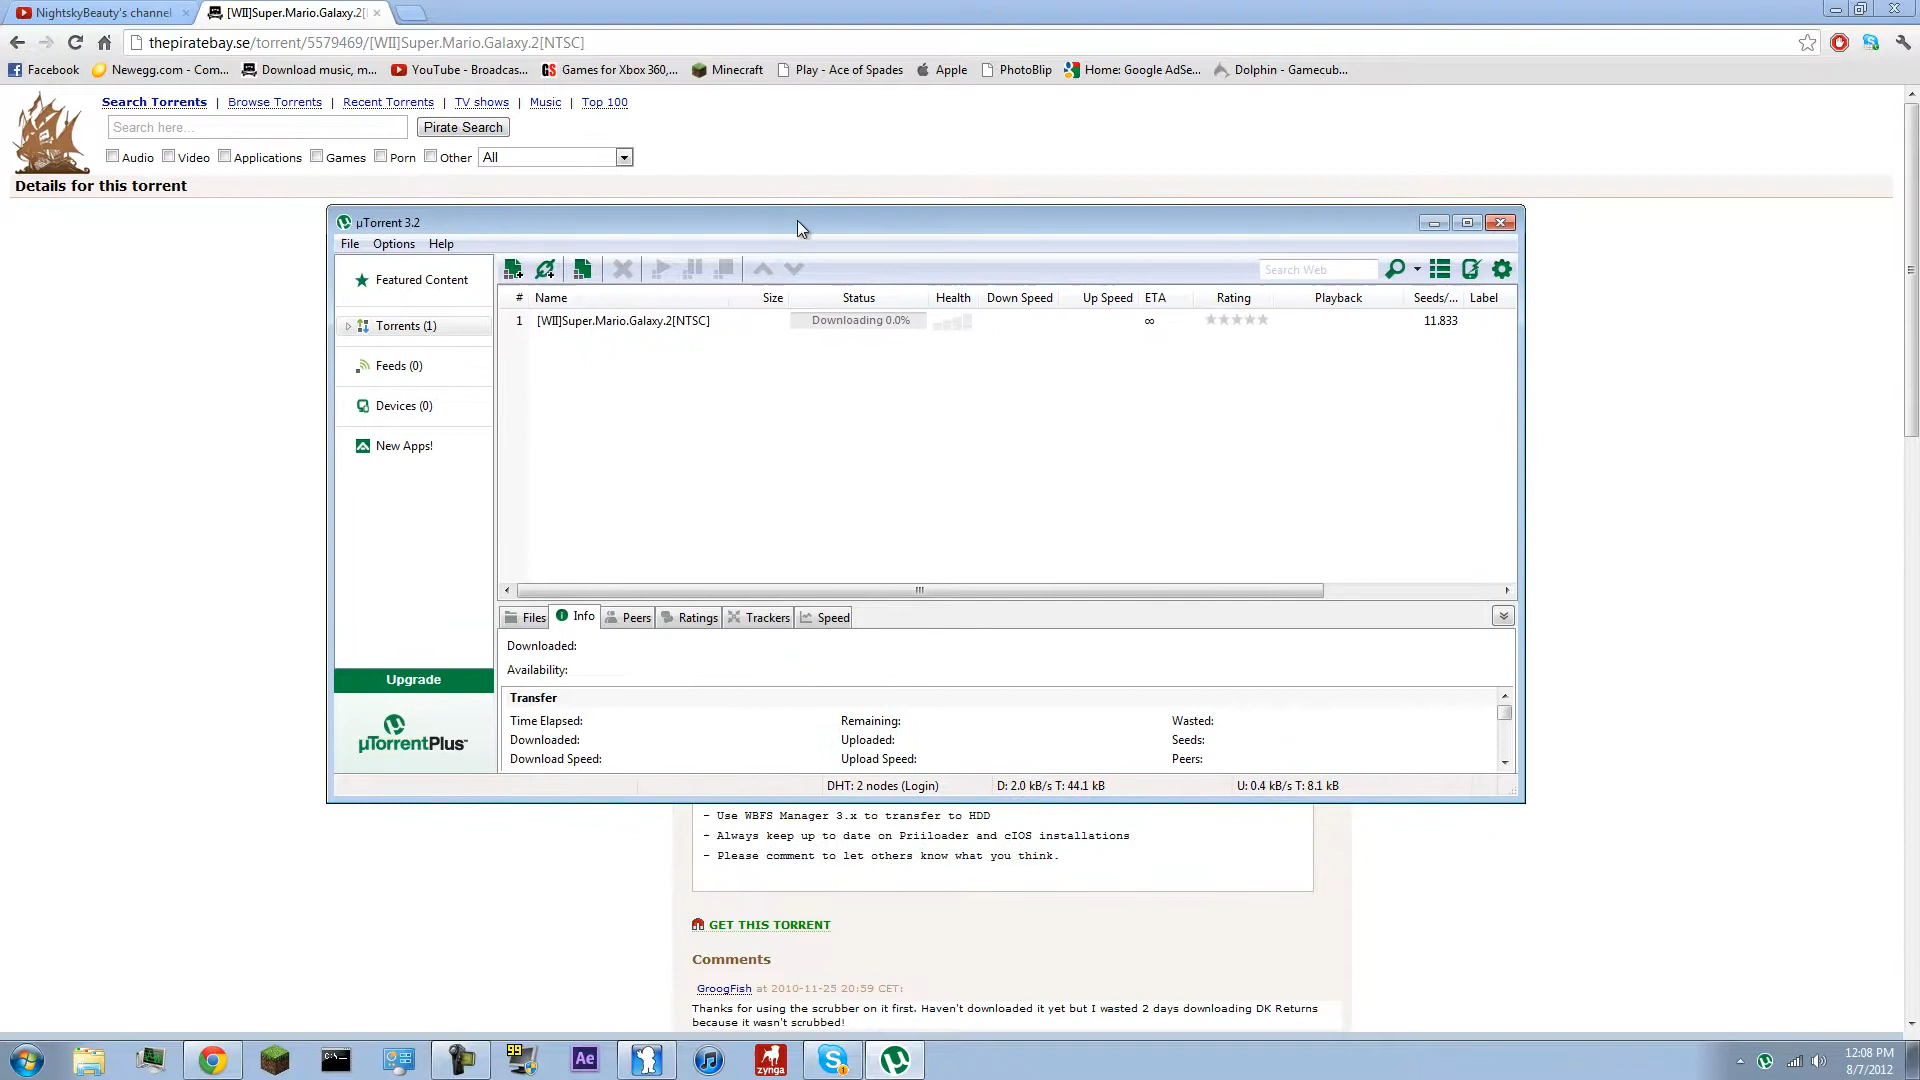 NightskyBeauty's channel
[WII]Super.Mario.Galaxy.2[
thepiratebay.se/torrent/5579469/[WII]Super.Mario.Galaxy.2[NTSC]
Facebook Newegg.com - Com... Download music, m... YouTube - Broadcas... GS Games for Xbox 360,... Minecraft Play - Ace of Spades Apple PhotoBlip Home: Google AdSe... Dolphin - Gamecub...
Search Torrents | Browse Torrents | Recent Torrents | TV shows | Music | Top 100
Search here... Pirate Search
Audio Video Applications Games Porn Other All
Details for this torrent
µTorrent 3.2
File Options Help
Featured Content
Search Web
# Name Size Status Health Down Speed Up Speed ETA Rating Playback Seeds/... Label
1 [WII]Super.Mario.Galaxy.2[NTSC] Downloading 0.0% ∞ 11.833
Torrents (1)
Feeds (0)
Devices (0)
New Apps!
Upgrade
µTorrentPlus™
Files Info Peers Ratings Trackers Speed
Downloaded:
Availability:
Transfer
Time Elapsed: Remaining: Wasted:
Downloaded: Uploaded: Seeds:
Download Speed: Upload Speed: Peers:
DHT: 2 nodes (Login) D: 2.0 kB/s T: 44.1 kB U: 0.4 kB/s T: 8.1 kB
- Use WBFS Manager 3.x to transfer to HDD
- Always keep up to date on Priiloader and cIOS installations
- Please comment to let others know what you think.
GET THIS TORRENT
Comments
GroogFish at 2010-11-25 20:59 CET:
Thanks for using the scrubber on it first. Haven't downloaded it yet but I wasted 2 days downloading DK Returns
because it wasn't scrubbed!
C:\
99
Ae
zynga
1
12:08 PM
8/7/2012